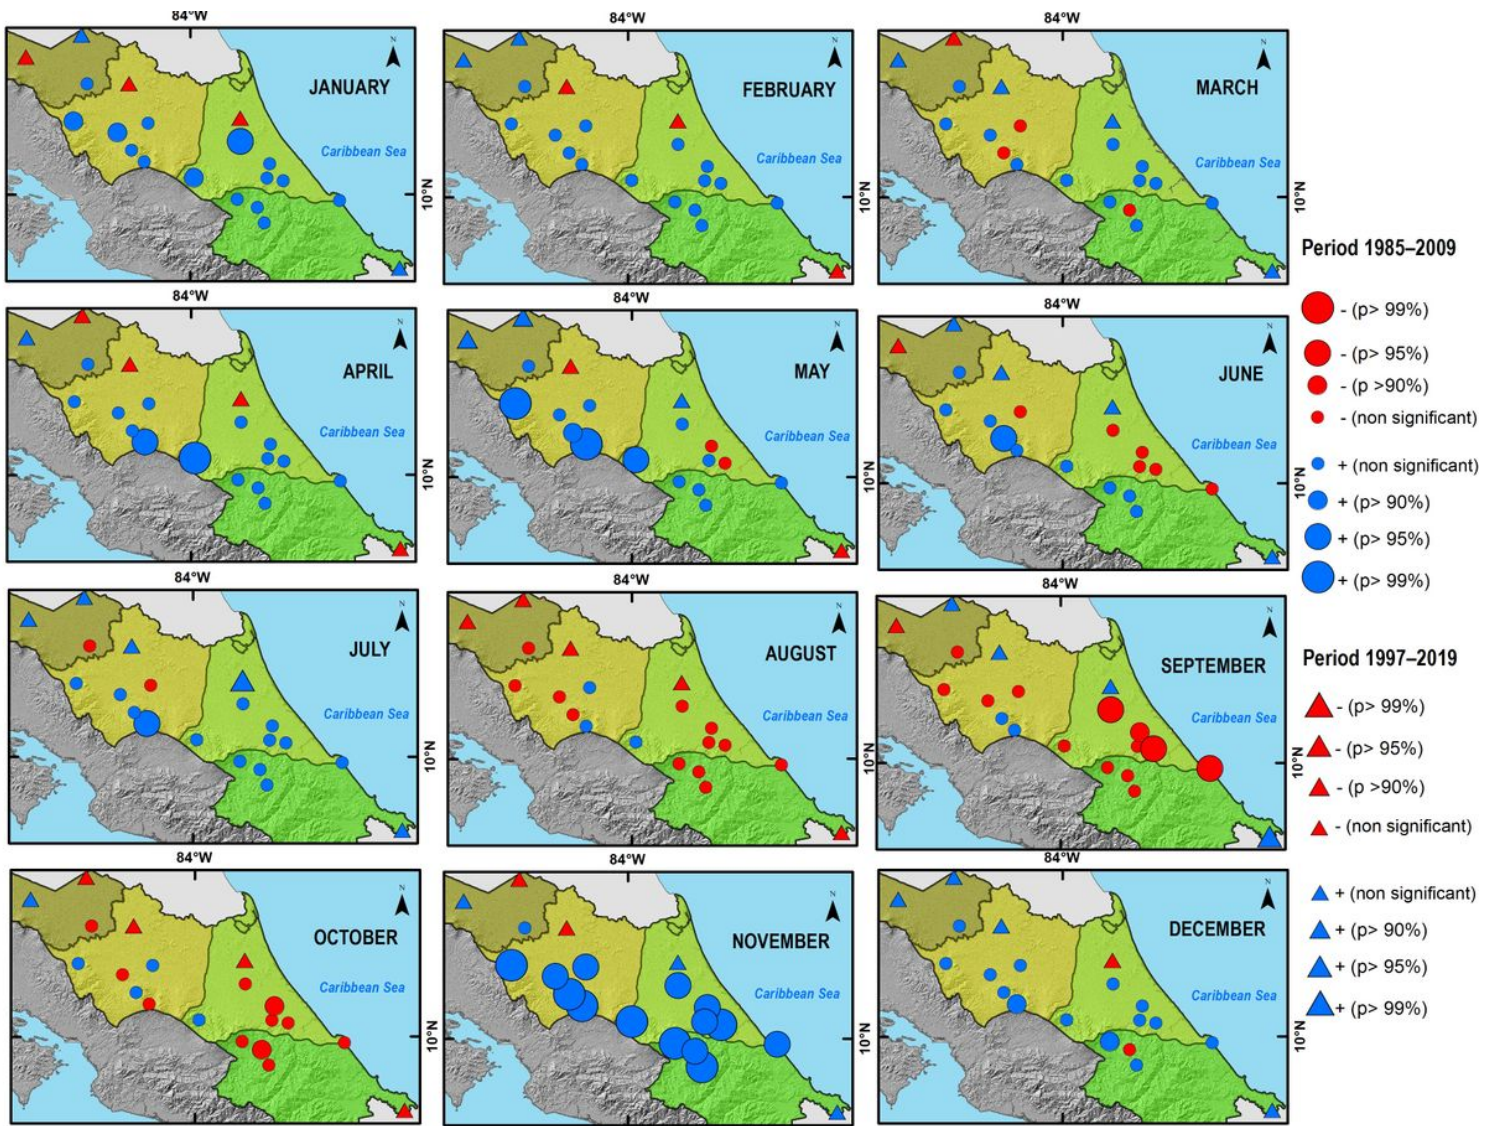 84°W
84°W
84°W
N
JANUARY
Caribbean Sea
10°N
N
FEBRUARY
Caribbean Sea
10°N
N
MARCH
Caribbean Sea
10°N
84°W
84°W
84°W
N
APRIL
Caribbean Sea
10°N
N
MAY
Caribbean Sea
10°N
N
JUNE
Caribbean Sea
10°N
84°W
84°W
84°W
N
JULY
Caribbean Sea
10°N
N
AUGUST
Caribbean Sea
10°N
N
SEPTEMBER
Caribbean Sea
10°N
84°W
84°W
84°W
N
OCTOBER
Caribbean Sea
10°N
N
NOVEMBER
Caribbean Sea
10°N
N
DECEMBER
Caribbean Sea
10°N
Period 1985–2009
- (p> 99%)
- (p> 95%)
- (p >90%)
- (non significant)
+ (non significant)
+ (p> 90%)
+ (p> 95%)
+ (p> 99%)
Period 1997–2019
- (p> 99%)
- (p> 95%)
- (p >90%)
- (non significant)
+ (non significant)
+ (p> 90%)
+ (p> 95%)
+ (p> 99%)